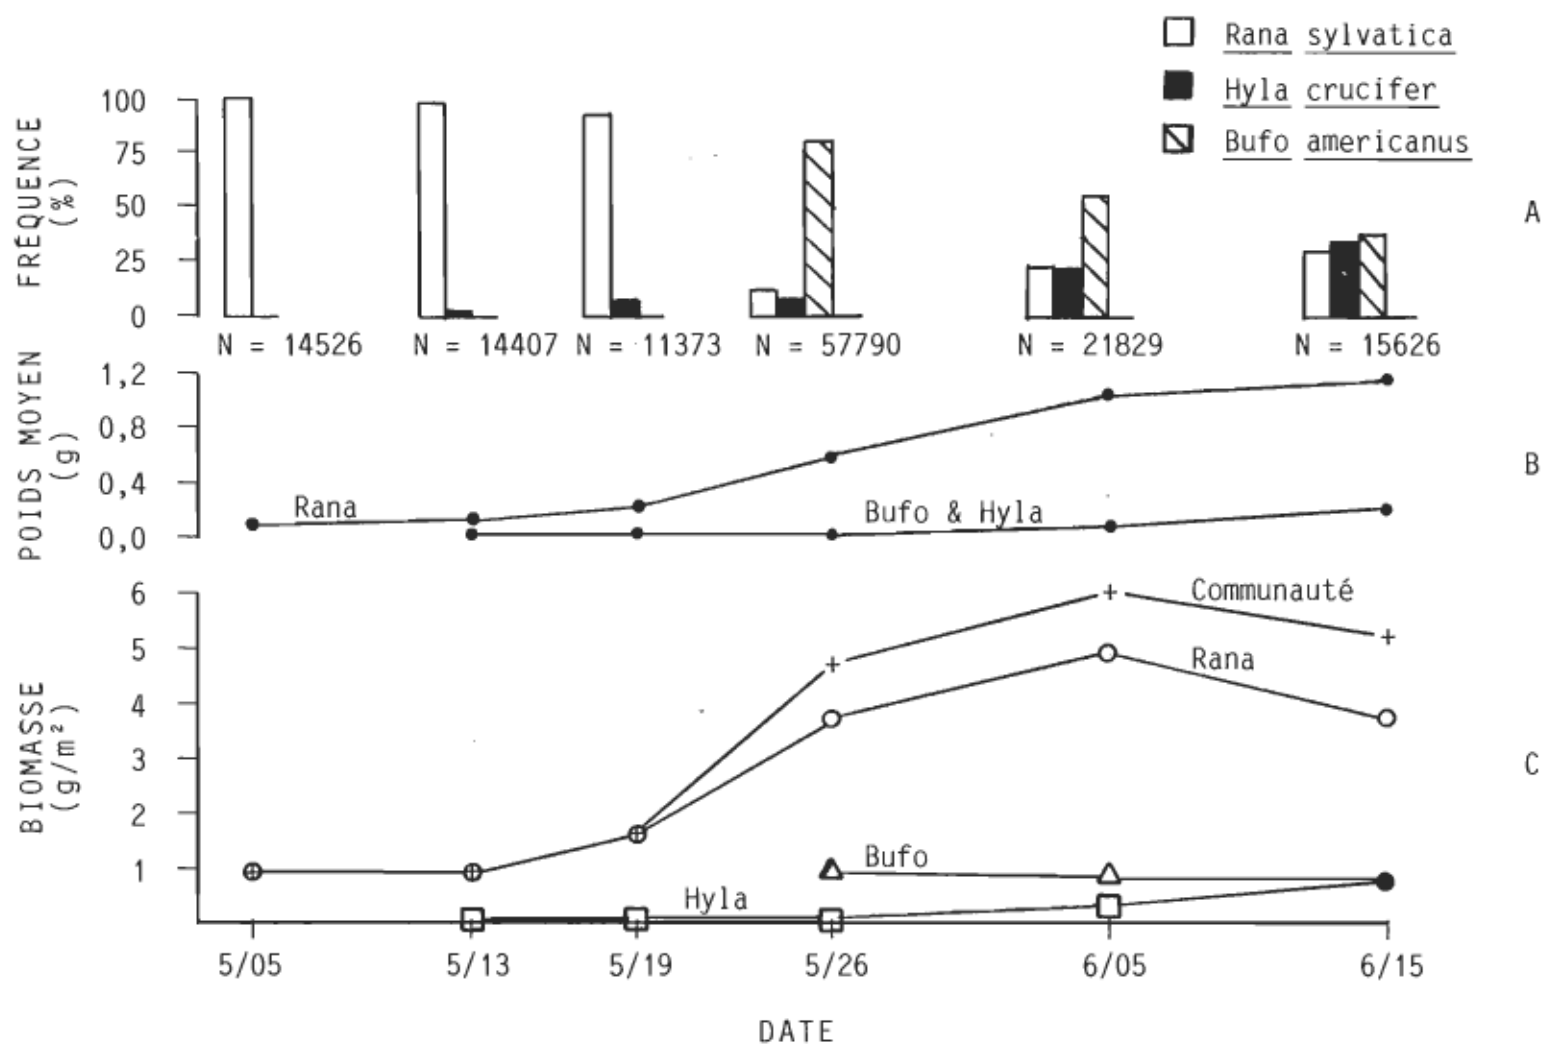 Rana sylvatica
Hyla crucifer
Bufo americanus
FRÉQUENCE
(%)
100
75
50
25
0
A
N = 14526
N = 14407
N = 11373
N = 57790
N = 21829
N = 15626
POIDS MOYEN
(g)
1,2
0,8
0,4
0,0
Rana
Bufo & Hyla
B
BIOMASSE
(g/m²)
6
5
4
3
2
1
Communauté
Rana
Bufo
Hyla
C
5/05
5/13
5/19
5/26
6/05
6/15
DATE